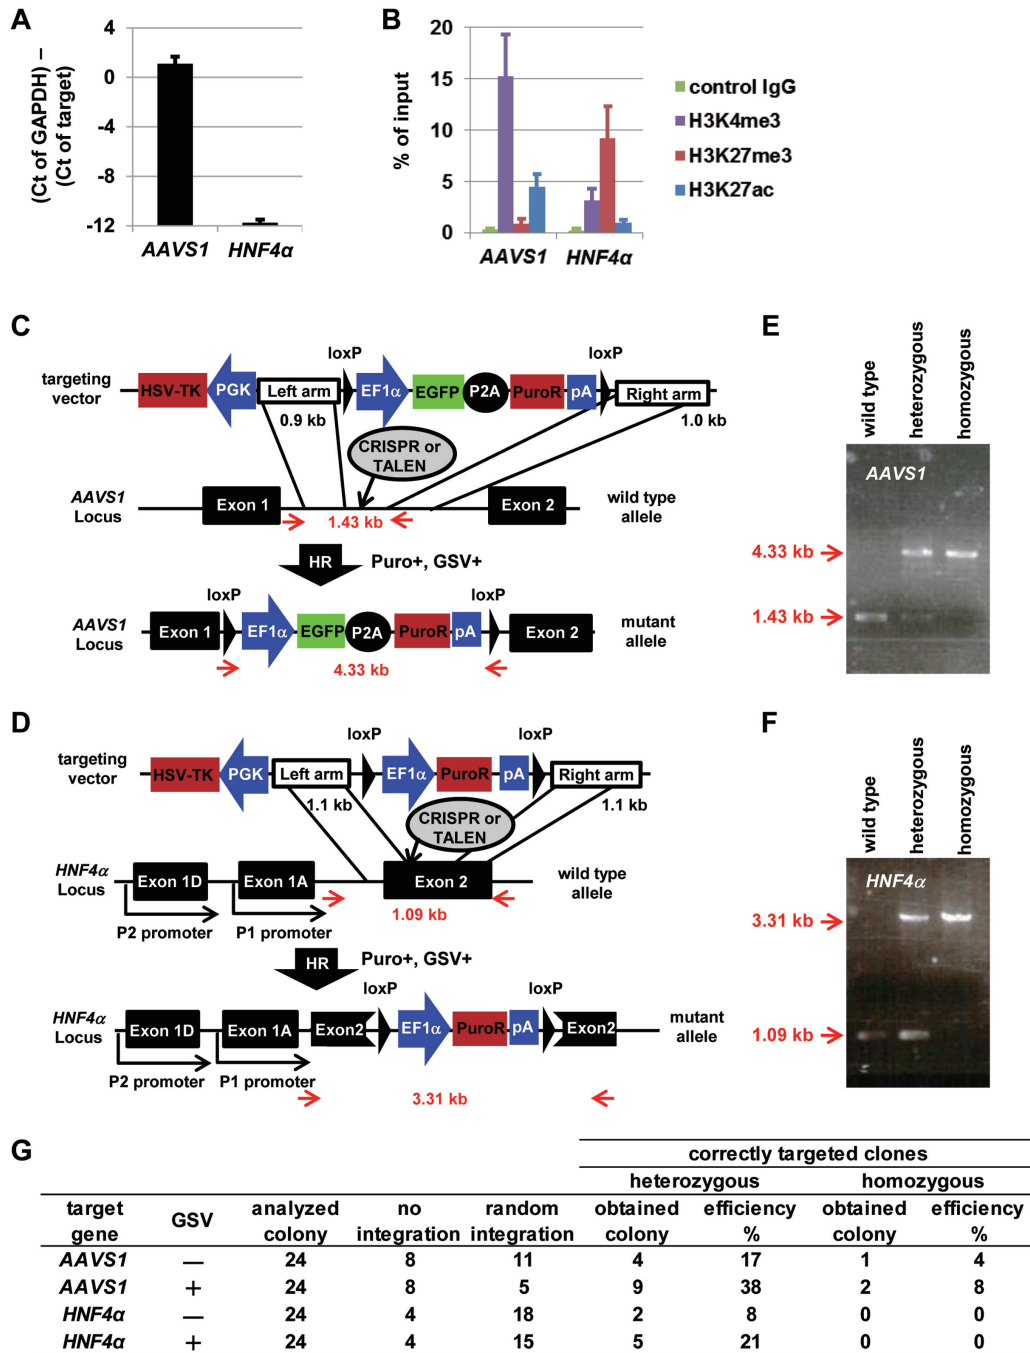 A
(Ct of GAPDH) –
(Ct of target)
4
0
-4
-8
-12
AAVS1
HNF4α
B
% of input
20
15
10
5
0
AAVS1
HNF4α
control IgG
H3K4me3
H3K27me3
H3K27ac
C
targeting
vector
HSV-TK
PGK
Left arm
0.9 kb
loxP
EF1α
EGFP
P2A
PuroR
pA
loxP
Right arm
1.0 kb
CRISPR or
TALEN
AAVS1
Locus
Exon 1
1.43 kb
Exon 2
wild type
allele
HR
Puro+, GSV+
AAVS1
Locus
Exon 1
loxP
EF1α
EGFP
P2A
PuroR
pA
loxP
Exon 2
mutant
allele
4.33 kb
D
targeting
vector
HSV-TK
PGK
Left arm
1.1 kb
loxP
EF1α
PuroR
pA
loxP
Right arm
1.1 kb
CRISPR or
TALEN
HNF4α
Locus
Exon 1D
Exon 1A
Exon 2
wild type
allele
P2 promoter
P1 promoter
1.09 kb
HR
Puro+, GSV+
HNF4α
Locus
Exon 1D
Exon 1A
Exon2
loxP
EF1α
PuroR
pA
loxP
Exon2
mutant
allele
P2 promoter
P1 promoter
3.31 kb
E
wild type
heterozygous
homozygous
AAVS1
4.33 kb
1.43 kb
F
wild type
heterozygous
homozygous
HNF4α
3.31 kb
1.09 kb
G
correctly targeted clones
heterozygous homozygous
target GSV analyzed no random obtained efficiency obtained efficiency
gene colony integration integration colony % colony %
AAVS1 — 24 8 11 4 17 1 4
AAVS1 + 24 8 5 9 38 2 8
HNF4α — 24 4 18 2 8 0 0
HNF4α + 24 4 15 5 21 0 0